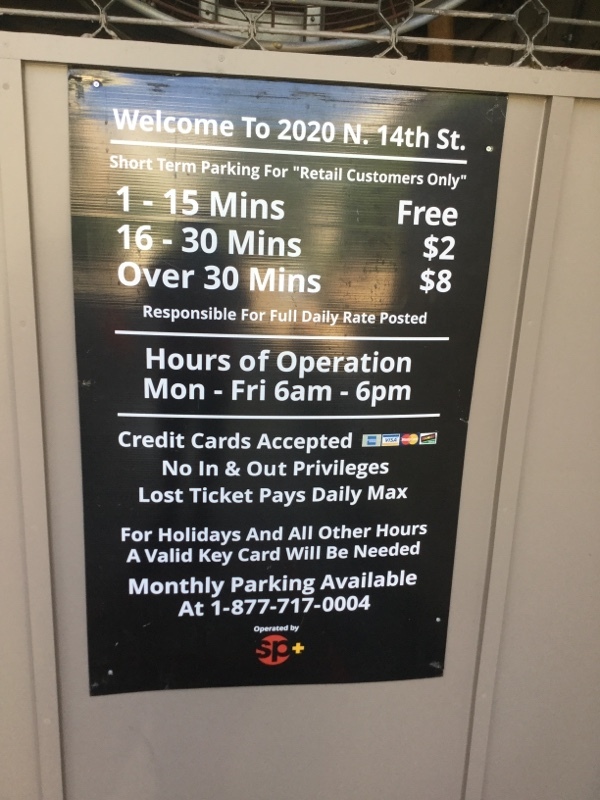 Welcome To 2020 N. 14th St.
Short Term Parking For "Retail Customers Only"
1 - 15 Mins Free
16 - 30 Mins $2
Over 30 Mins $8
Responsible For Full Daily Rate Posted
Hours of Operation
Mon - Fri 6am - 6pm
Credit Cards Accepted VISA
No In & Out Privileges
Lost Ticket Pays Daily Max
For Holidays And All Other Hours
A Valid Key Card Will Be Needed
Monthly Parking Available
At 1-877-717-0004
Operated by
sp+